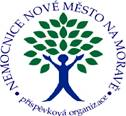 NEMOCNICE NOVÉ MĚSTO NA MORAVĚ
příspěvková organizace